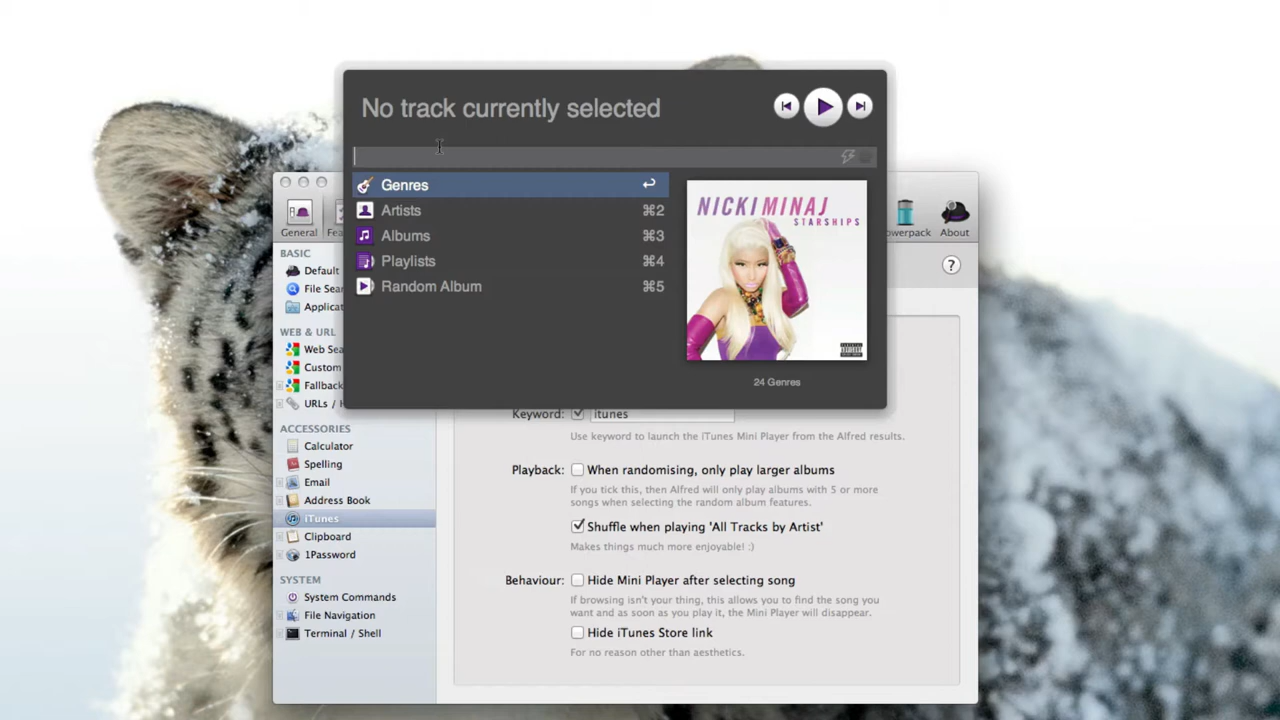 No track currently selected
Genres
Artists ⌘2
Albums ⌘3
Playlists ⌘4
Random Album ⌘5
NICKI MINAJ
STARSHIPS
24 Genres
General
Fea
owerpack
About
?
BASIC
Default
File Sear
Applicat
WEB & URL
Web Sea
Custom
Fallback
URLs / H
ACCESSORIES
Calculator
Spelling
Email
Address Book
iTunes
Clipboard
1Password
SYSTEM
System Commands
File Navigation
Terminal / Shell
Keyword: itunes
Use keyword to launch the iTunes Mini Player from the Alfred results.
Playback: When randomising, only play larger albums
If you tick this, then Alfred will only play albums with 5 or more
songs when selecting the random album features.
Shuffle when playing 'All Tracks by Artist'
Makes things much more enjoyable! :)
Behaviour: Hide Mini Player after selecting song
If browsing isn't your thing, this allows you to find the song you
want and as soon as you play it, the Mini Player will disappear.
Hide iTunes Store link
For no reason other than aesthetics.